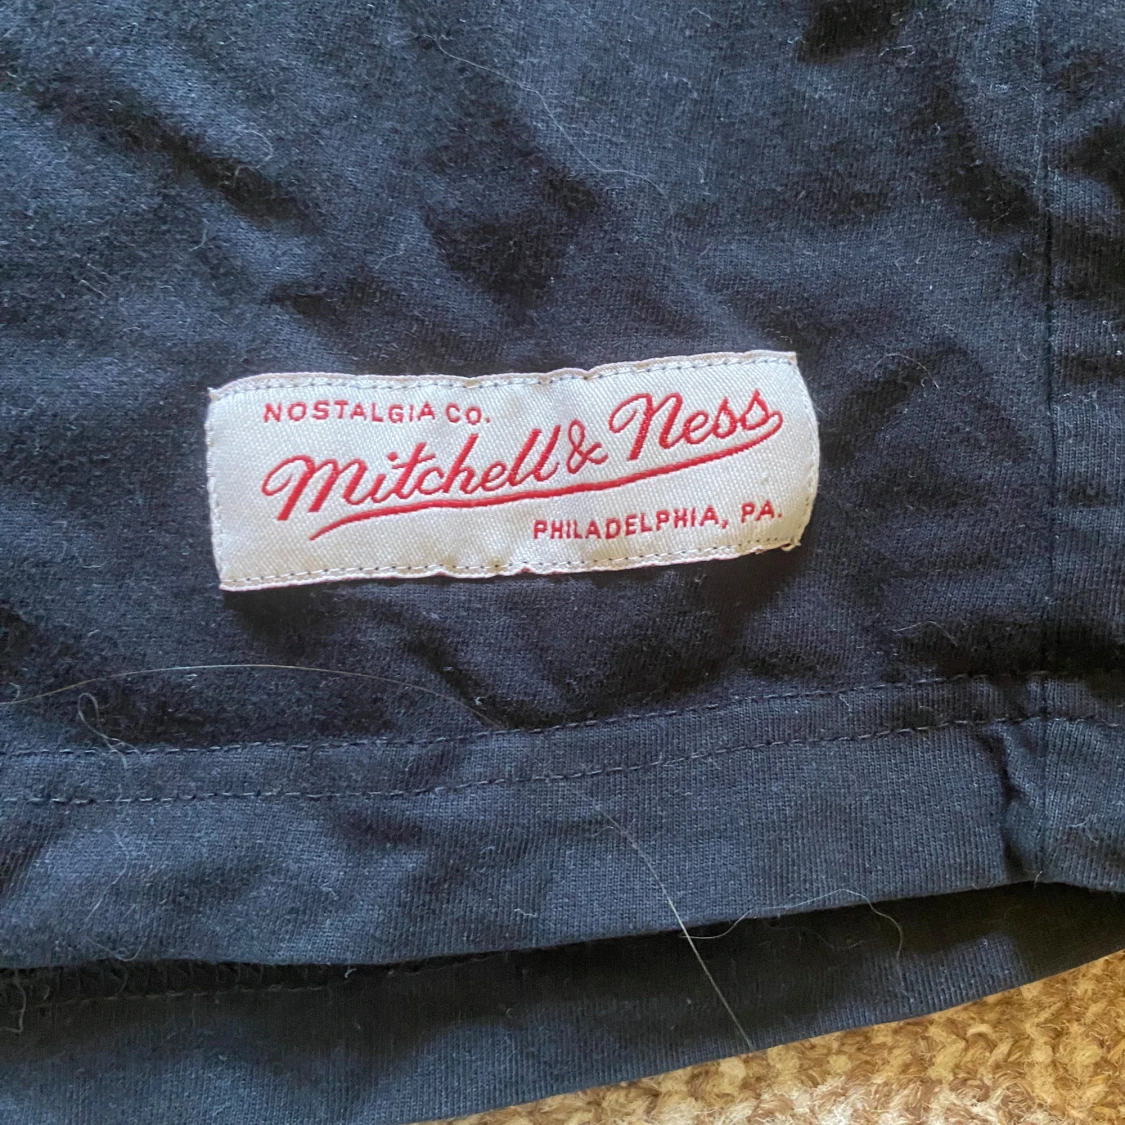 NOSTALGIA CO.
Mitchell & Ness
PHILADELPHIA, PA.